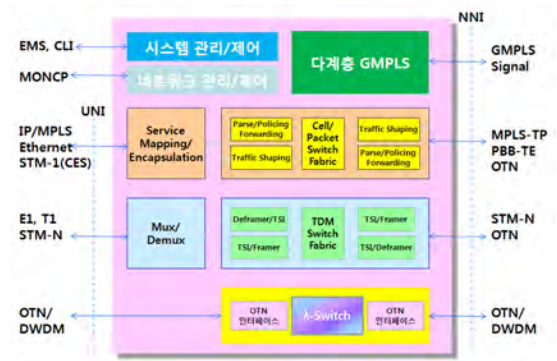 NNI
EMS, CLI
시스템 관리/제어
다계층 GMPLS
GMPLS
Signal
MONCP
네트워크 관리/제어
UNI
IP/MPLS
Ethernet
STM-1(CES)
Service
Mapping/
Encapsulation
Parse/Policing
Forwarding
Traffic Shaping
Cell/
Packet
Switch
Fabric
Traffic Shaping
Parse/Policing
Forwarding
MPLS-TP
PBB-TE
OTN
E1, T1
STM-N
Mux/
Demux
Deframer/TSI
TSI/Framer
TDM
Switch
Fabric
TSI/Framer
TSI/Deframer
STM-N
OTN
OTN/
DWDM
OTN
인터페이스
λ-Switch
OTN
인터페이스
OTN/
DWDM